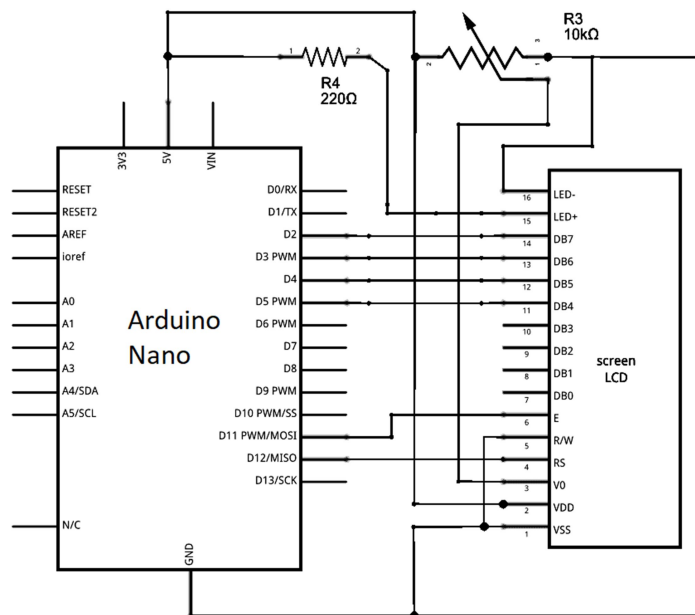 R3
10kΩ
3
1
2
1
2
R4
220Ω
3V3
5V
VIN
RESET
RESET2
AREF
ioref
A0
A1
A2
A3
A4/SDA
A5/SCL
N/C
Arduino
Nano
D0/RX
D1/TX
D2
D3 PWM
D4
D5 PWM
D6 PWM
D7
D8
D9 PWM
D10 PWM/SS
D11 PWM/MOSI
D12/MISO
D13/SCK
GND
16 LED-
15 LED+
14 DB7
13 DB6
12 DB5
11 DB4
10 DB3
9 DB2
8 DB1
7 DB0
6 E
5 R/W
4 RS
3 V0
2 VDD
1 VSS
screen
LCD